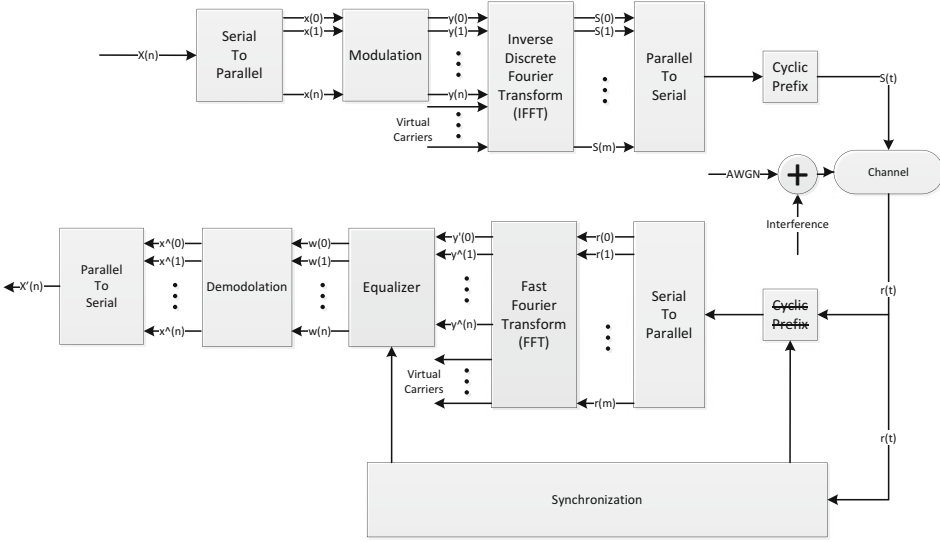 X(n)
Serial
To
Parallel
x(0)
x(1)
x(n)
Modulation
y(0)
y(1)
y(n)
Virtual
Carriers
Inverse
Discrete
Fourier
Transform
(IFFT)
S(0)
S(1)
S(m)
Parallel
To
Serial
Cyclic
Prefix
S(t)
AWGN
+
Interference
Channel
r(t)
X'(n)
Parallel
To
Serial
x^(0)
x^(1)
x^(n)
Demodolation
w(0)
w(1)
w(n)
Equalizer
y'(0)
y^(1)
y^(n)
Virtual
Carriers
Fast
Fourier
Transform
(FFT)
r(0)
r(1)
r(m)
Serial
To
Parallel
Cyclic
Prefix
r(t)
Synchronization